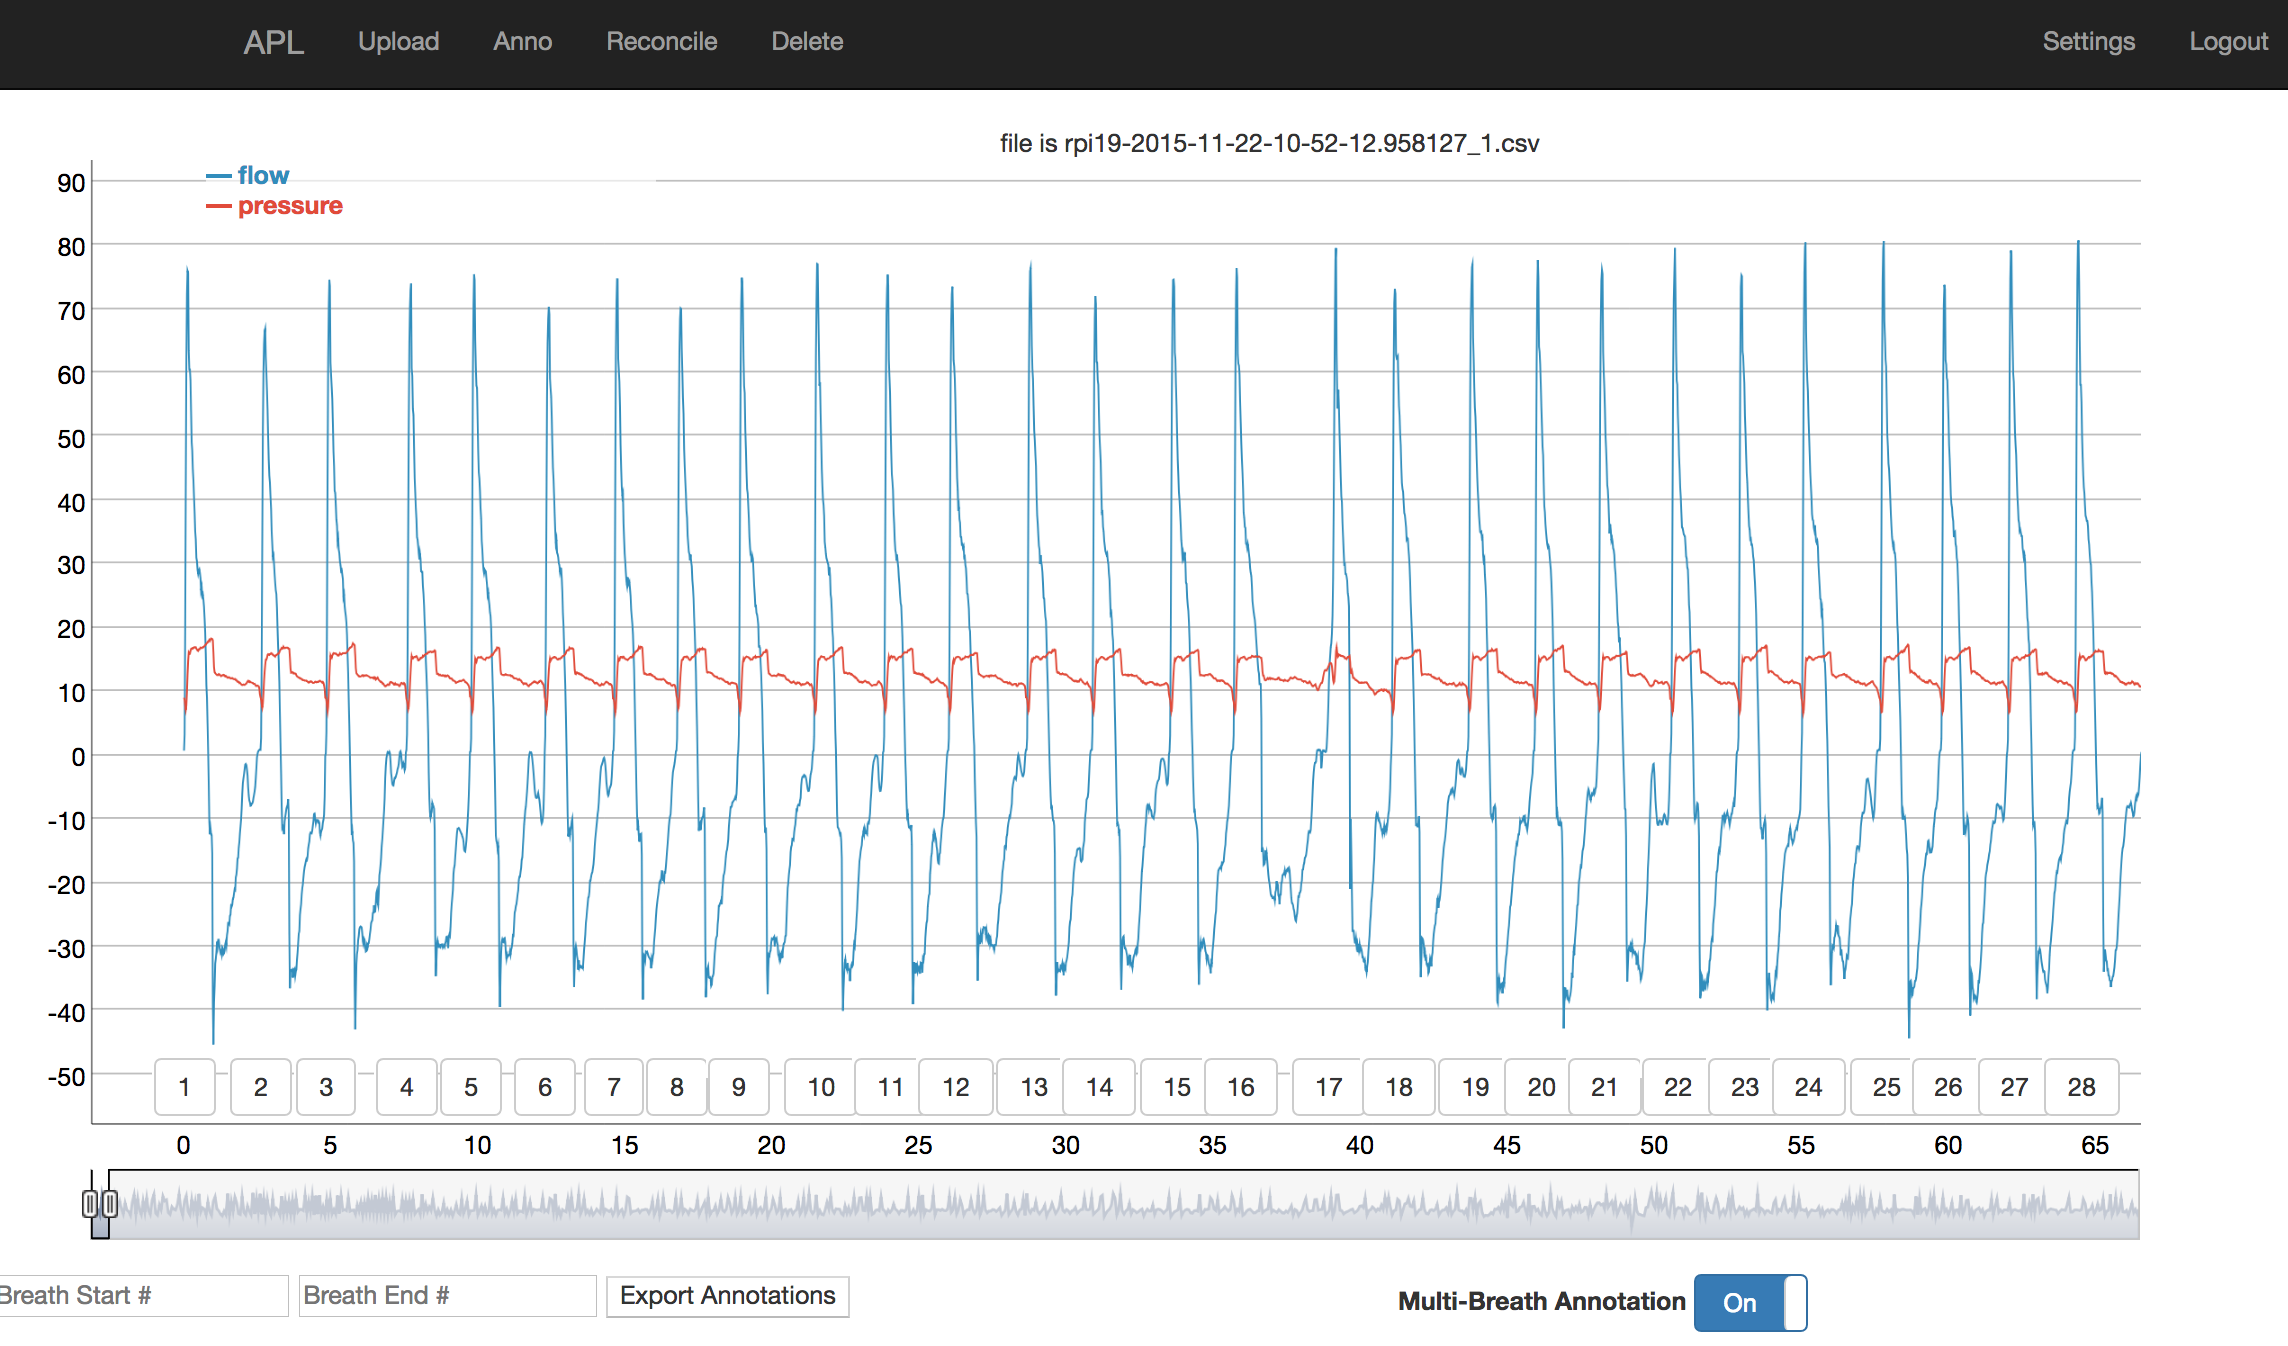 APL Upload Anno Reconcile Delete Settings Logout
file is rpi19-2015-11-22-10-52-12.958127_1.csv
flow
pressure
90
80
70
60
50
40
30
20
10
0
-10
-20
-30
-40
-50
1 2 3 4 5 6 7 8 9 10 11 12 13 14 15 16 17 18 19 20 21 22 23 24 25 26 27 28
0 5 10 15 20 25 30 35 40 45 50 55 60 65
Breath Start # Breath End # Export Annotations Multi-Breath Annotation On